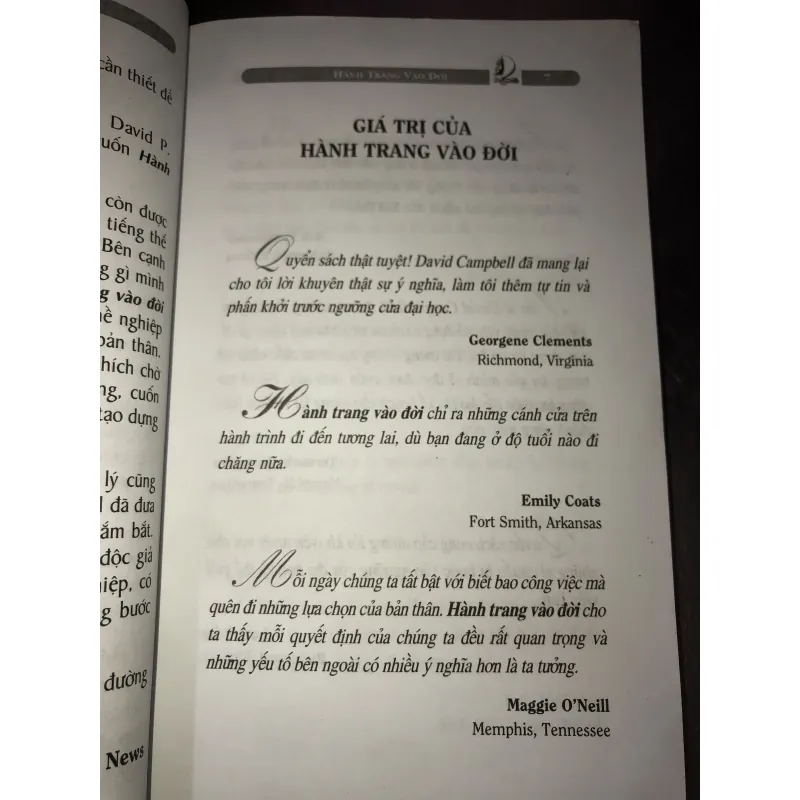 cần thiết để
David P.
uốn Hành
còn được
tiếng thế
Bên cạnh
g gì mình
g vào đời
ề nghiệp
bản thân.
hích chờ
ng, cuốn
tạo dựng
lý cũng
l đã đưa
ắm bắt.
độc giả
iệp, có
g bước
đường
News
HÀNH TRANG VÀO ĐỜI
7
GIÁ TRỊ CỦA
HÀNH TRANG VÀO ĐỜI
Quyển sách thật tuyệt! David Campbell đã mang lại
cho tôi lời khuyên thật sự ý nghĩa, làm tôi thêm tự tin và
phấn khởi trước ngưỡng cửa đại học.
Georgene Clements
Richmond, Virginia
Hành trang vào đời chỉ ra những cánh cửa trên
hành trình đi đến tương lai, dù bạn đang ở độ tuổi nào đi
chăng nữa.
Emily Coats
Fort Smith, Arkansas
Mỗi ngày chúng ta tất bật với biết bao công việc mà
quên đi những lựa chọn của bản thân. Hành trang vào đời cho
ta thấy mỗi quyết định của chúng ta đều rất quan trọng và
những yếu tố bên ngoài có nhiều ý nghĩa hơn là ta tưởng.
Maggie O'Neill
Memphis, Tennessee